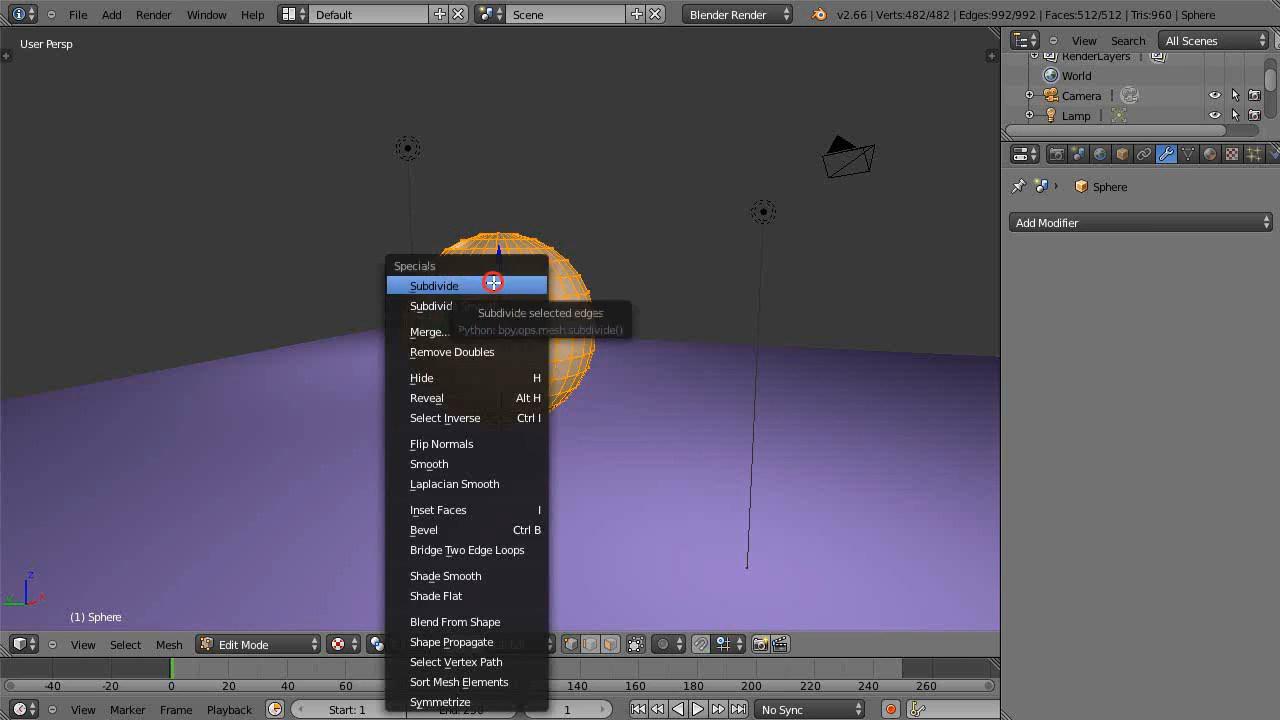 File Add Render Window Help Default Scene Blender Render v2.66 | Verts:482/482 | Edges:992/992 | Faces:512/512 | Tris:960 | Sphere
User Persp
View Search All Scenes
RenderLayers
World
Camera
Lamp
Sphere
Add Modifier
Specials
Subdivide
Subdivide Smooth
Subdivide selected edges
Python: bpy.ops.mesh.subdivide()
Merge...
Remove Doubles
Hide H
Reveal Alt H
Select Inverse Ctrl I
Flip Normals
Smooth
Laplacian Smooth
Inset Faces I
Bevel Ctrl B
Bridge Two Edge Loops
Shade Smooth
Shade Flat
Blend From Shape
Shape Propagate
Select Vertex Path
Sort Mesh Elements
Symmetrize
Z
Y X
(1) Sphere
View Select Mesh Edit Mode
-40 -20 0 20 40 60 80 140 160 180 200 220 240 260
View Marker Frame Playback Start: 1 End: 250 1 No Sync